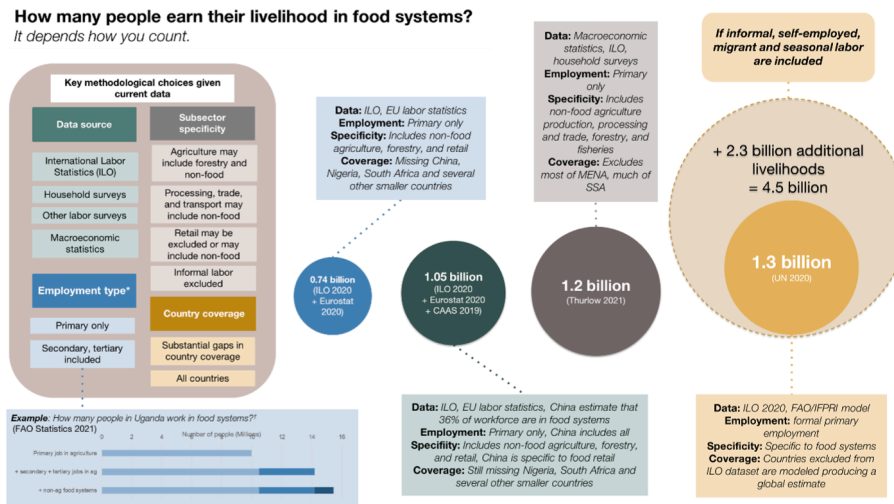 How many people earn their livelihood in food systems?
It depends how you count.
Key methodological choices given
current data
Data source
International Labor
Statistics (ILO)
Household surveys
Other labor surveys
Macroeconomic
statistics
Employment type*
Primary only
Secondary, tertiary
included
Subsector
specificity
Agriculture may
include forestry and
non-food
Processing, trade,
and transport may
include non-food
Retail may be
excluded or may
include non-food
Informal labor
excluded
Country coverage
Substantial gaps in
country coverage
All countries
Example: How many people in Uganda work in food systems?†
(FAO Statistics 2021)
Number of people (Millions)
0 2 4 6 8 10 12 14 16
Primary job in agriculture
+ secondary + tertiary jobs in ag
+ non-ag food systems
Data: ILO, EU labor statistics
Employment: Primary only
Specificity: Includes non-food
agriculture, forestry, and retail
Coverage: Missing China,
Nigeria, South Africa and several
other smaller countries
0.74 billion
(ILO 2020
+ Eurostat
2020)
1.05 billion
(ILO 2020
+ Eurostat 2020
+ CAAS 2019)
Data: ILO, EU labor statistics, China estimate that
36% of workforce are in food systems
Employment: Primary only, China includes all
Specifiity: Includes non-food agriculture, forestry,
and retail, China is specific to food retail
Coverage: Still missing Nigeria, South Africa and
several other smaller countries
Data: Macroeconomic
statistics, ILO,
household surveys
Employment: Primary
only
Specificity: Includes
non-food agriculture
production, processing
and trade, forestry, and
fisheries
Coverage: Excludes
most of MENA, much of
SSA
1.2 billion
(Thurlow 2021)
If informal, self-employed,
migrant and seasonal labor
are included
+ 2.3 billion additional
livelihoods
= 4.5 billion
1.3 billion
(UN 2020)
Data: ILO 2020, FAO/IFPRI model
Employment: formal primary
employment
Specificity: Specific to food systems
Coverage: Countries excluded from
ILO dataset are modeled producing a
global estimate